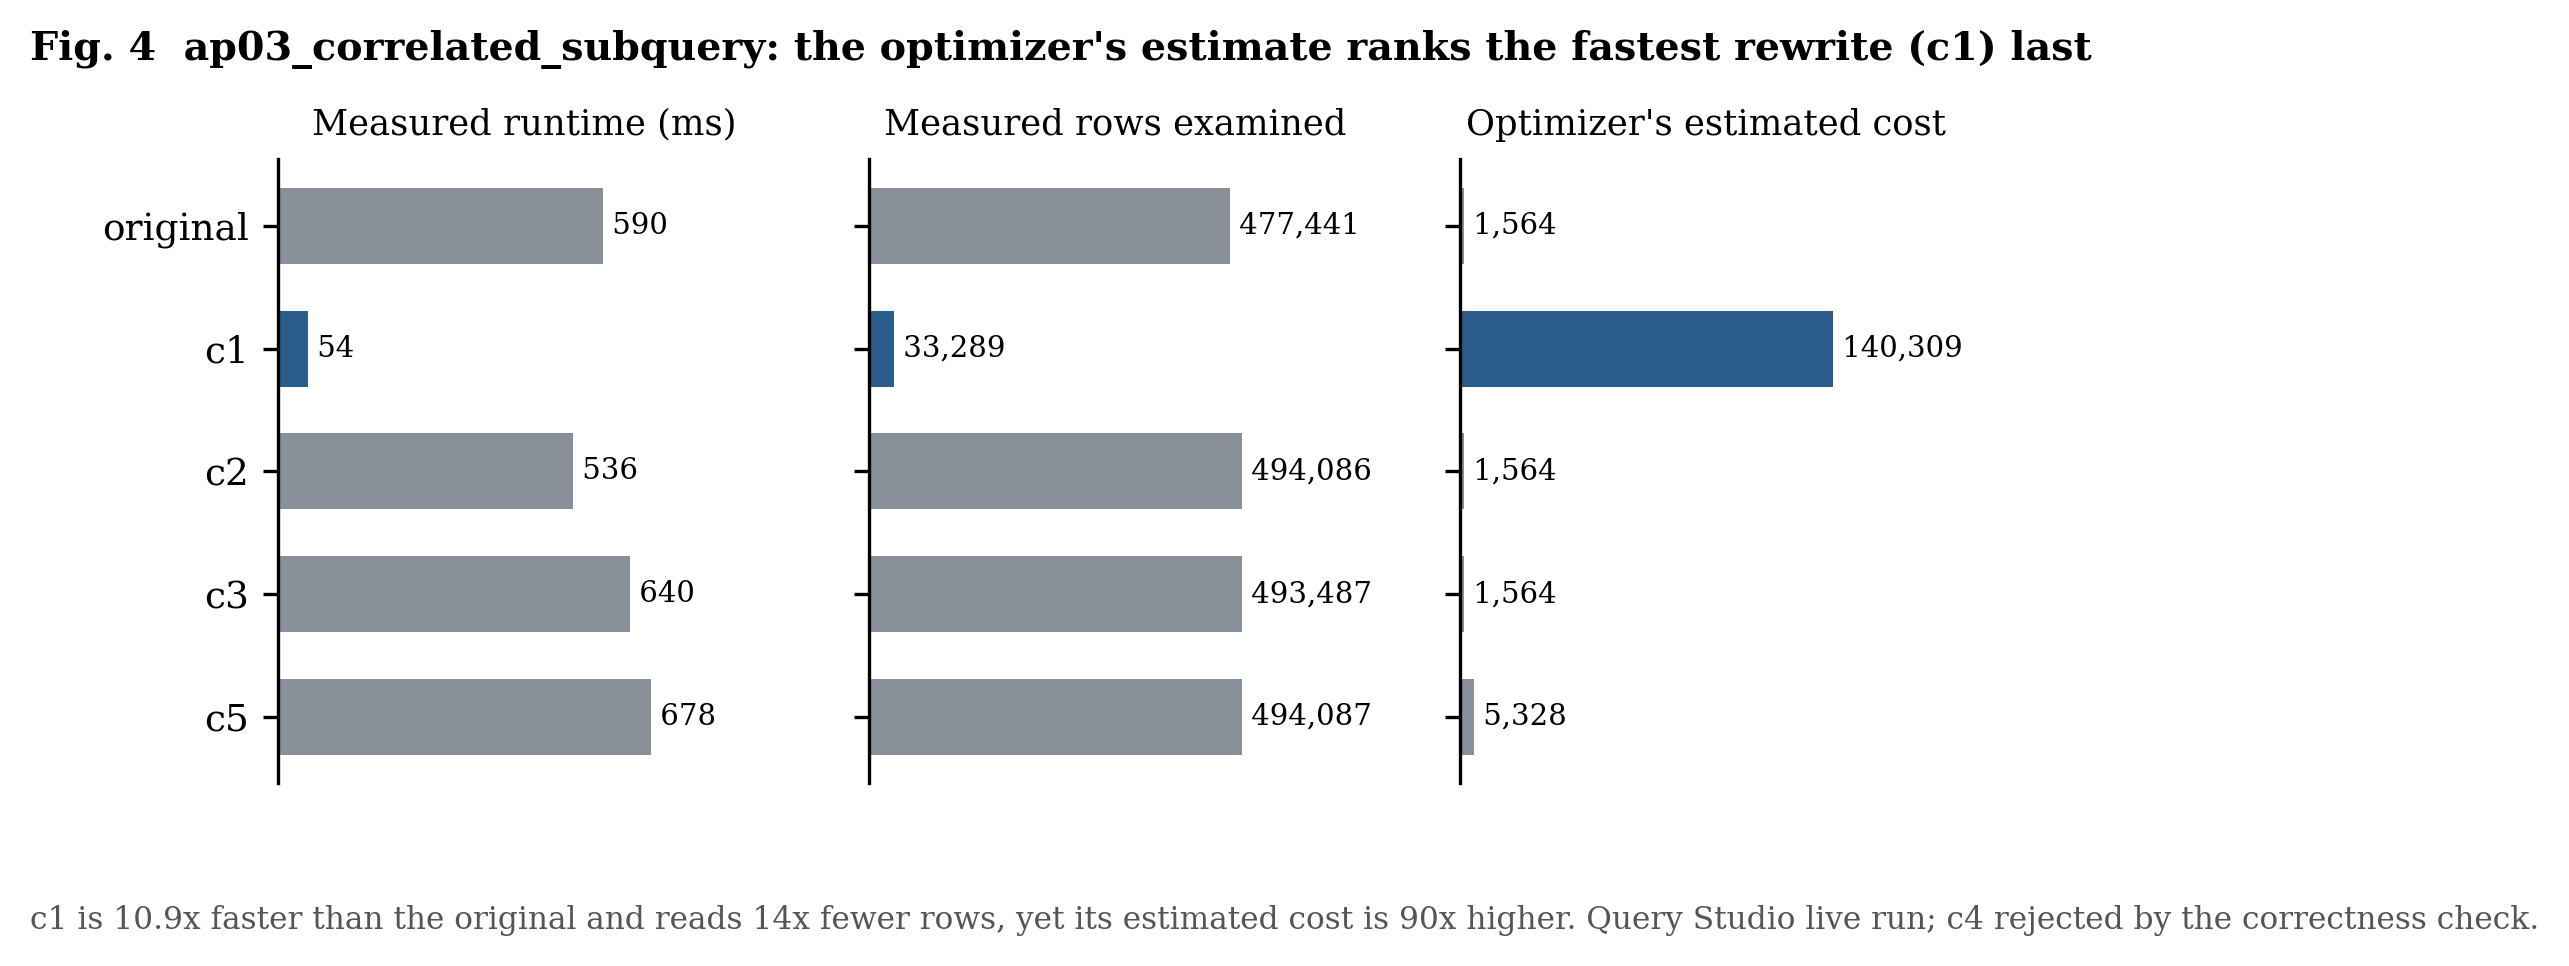 Fig. 4  ap03_correlated_subquery: the optimizer's estimate ranks the fastest rewrite (c1) last
Measured runtime (ms)
Measured rows examined
Optimizer's estimated cost
original 590 477,441 1,564
c1 54 33,289 140,309
c2 536 494,086 1,564
c3 640 493,487 1,564
c5 678 494,087 5,328
c1 is 10.9x faster than the original and reads 14x fewer rows, yet its estimated cost is 90x higher. Query Studio live run; c4 rejected by the correctness check.